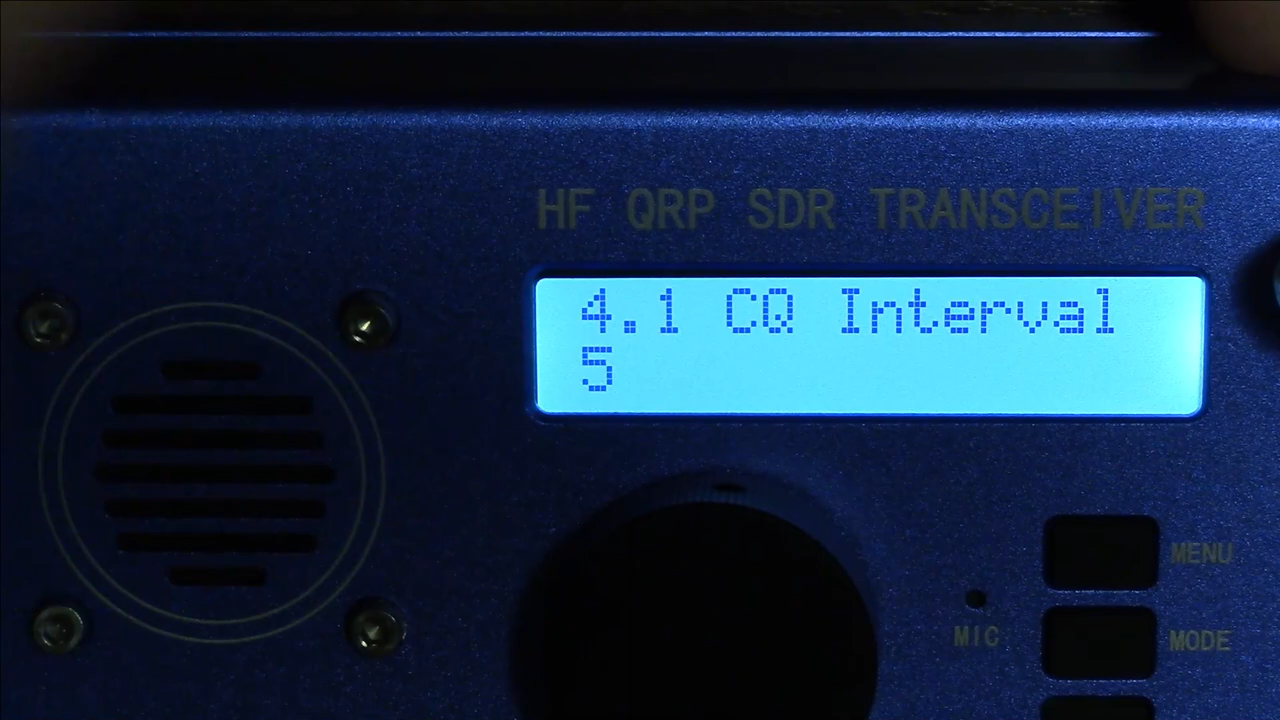 HF QRP SDR TRANSCEIVER
4.1 CQ Interval
5
MENU
MIC
MODE